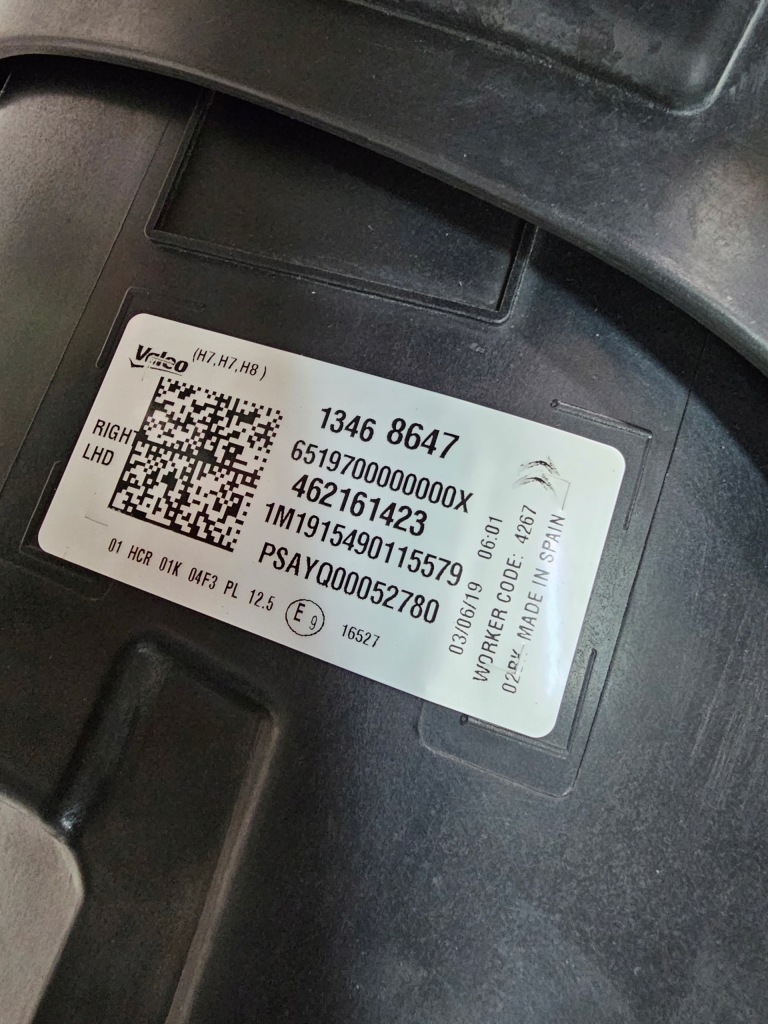 Valeo (H7,H7,H8)
RIGHT
LHD
1346 8647
6519700000000X
462161423
1M1915490115579
PSAYQ00052780
01 HCR 01K 04F3 PL 12.5 E9 16527
03/06/19 06:01
WORKER CODE: 4267
MADE IN SPAIN